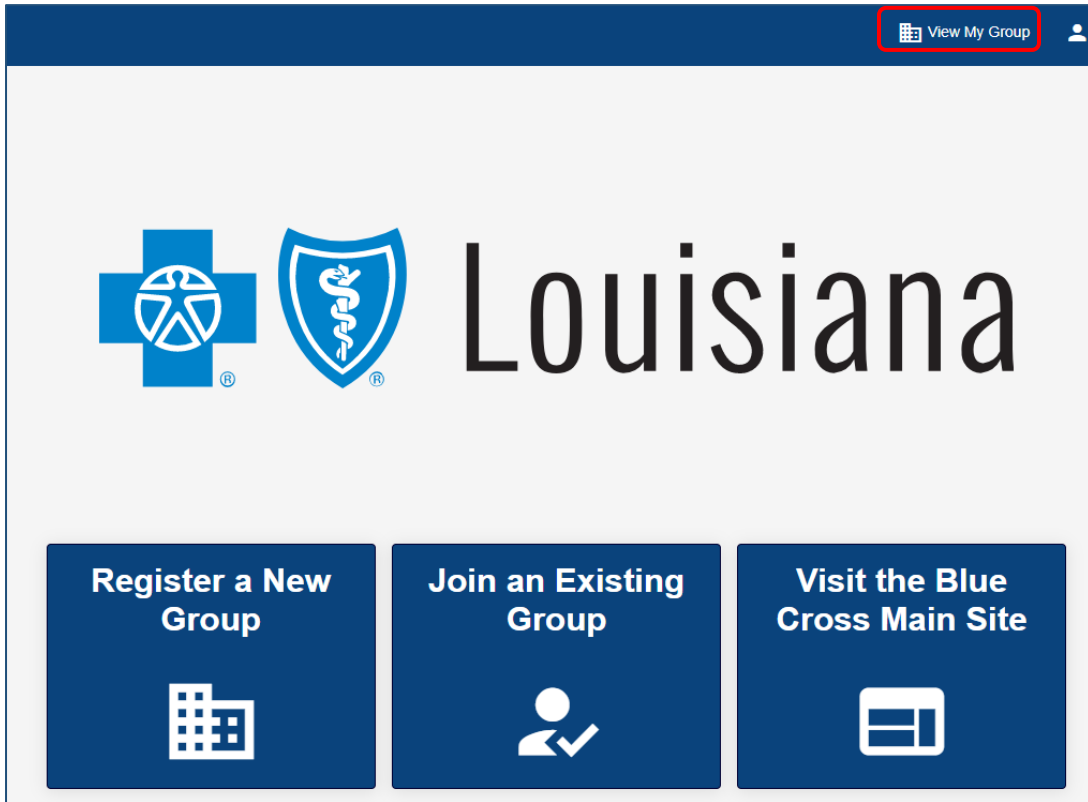 View My Group
®
®
Louisiana
Register a New
Group
Join an Existing
Group
Visit the Blue
Cross Main Site